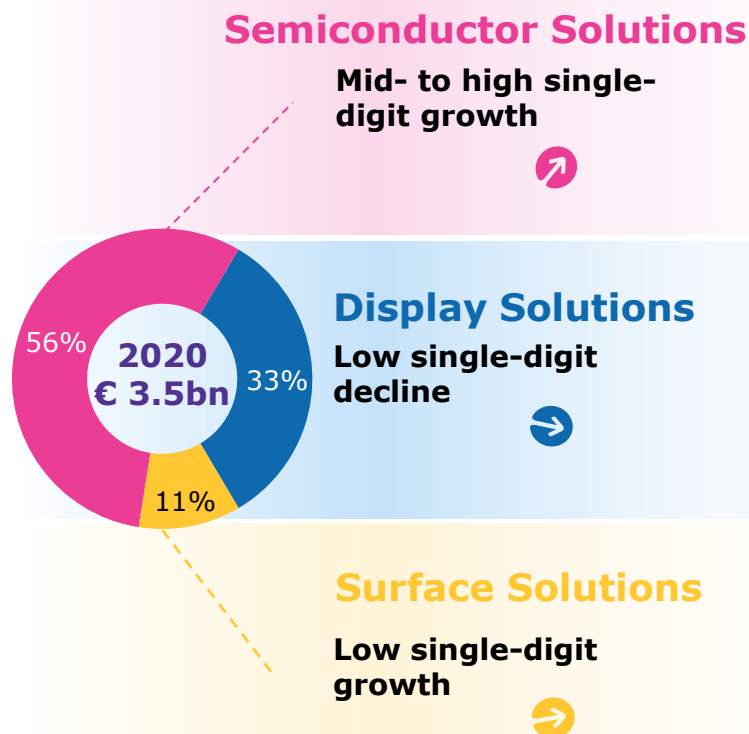 Semiconductor Solutions
Mid- to high single-
digit growth
56%
2020
€ 3.5bn
33%
11%
Display Solutions
Low single-digit
decline
Surface Solutions
Low single-digit
growth